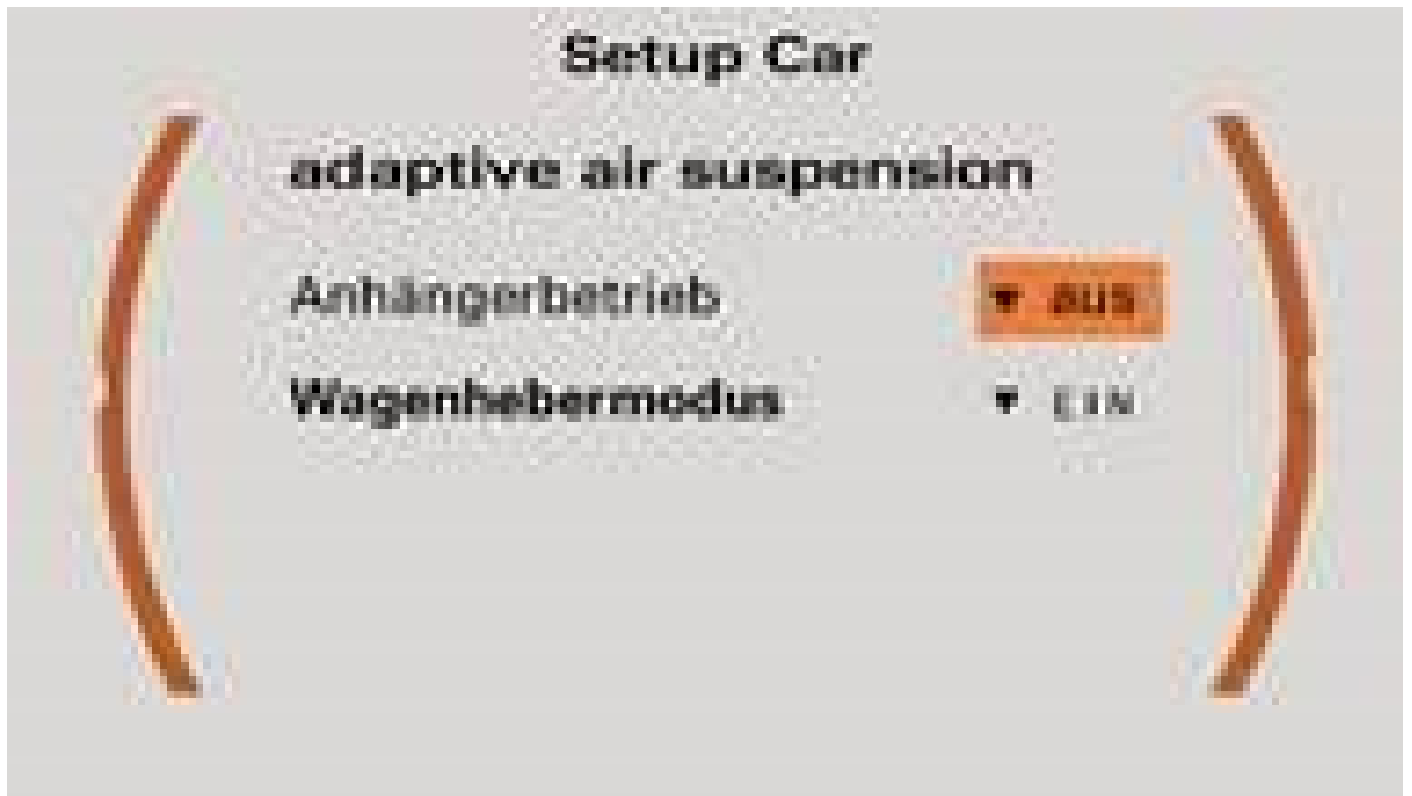 Setup Car
adaptive air suspension
Anhängerbetrieb ▼ aus
Wagenhebermodus ▼ EIN